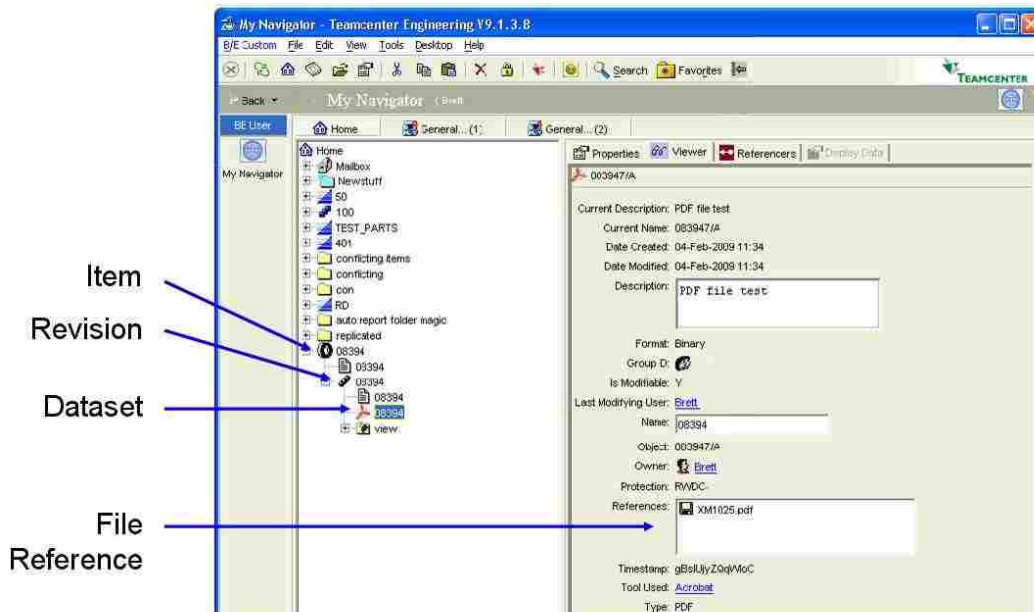 My Navigator - Teamcenter Engineering V9.1.3.8
B/E Custom File Edit View Tools Desktop Help
Search Favorites
TEAMCENTER
Back My Navigator (Brett
BE User Home General... (1) General... (2)
My Navigator
Home
Mailbox
Newstuff
50
100
TEST_PARTS
401
conflicting items
conflicting
con
RD
auto report folder magic
replicated
08394
08394
08394
08394
08394
view
Item
Revision
Dataset
File
Reference
Properties Viewer Referencers Display Data
003947/A
Current Description: PDF file test
Current Name: 083947/A
Date Created: 04-Feb-2009 11:34
Date Modified: 04-Feb-2009 11:34
Description: PDF file test
Format: Binary
Group ID:
Is Modifiable: Y
Last Modifying User: Brett
Name: 08394
Object: 003947/A
Owner: Brett
Protection: RWDC-
References: XM1025.pdf
Timestamp:
Tool Used: Acrobat
Type: PDF